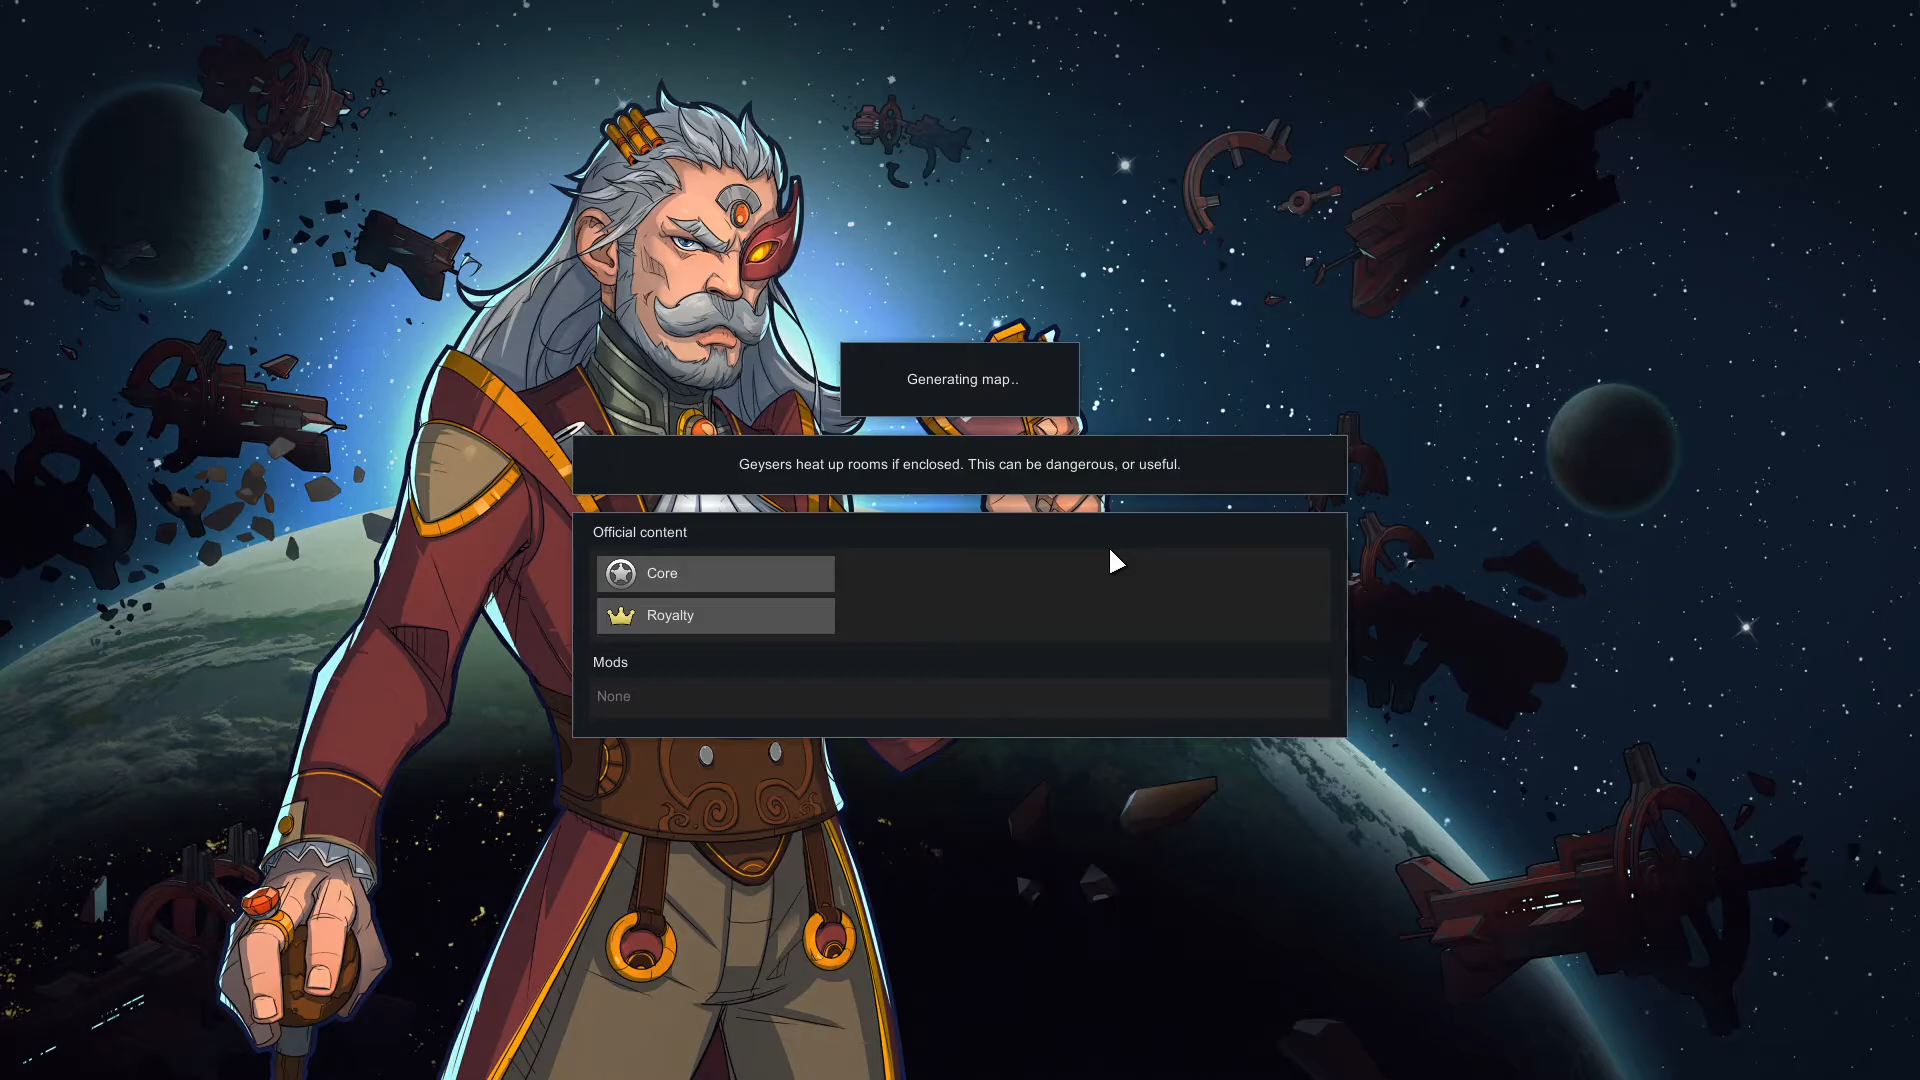 Generating map..
Geysers heat up rooms if enclosed. This can be dangerous, or useful.
Official content
Core
Royalty
Mods
None